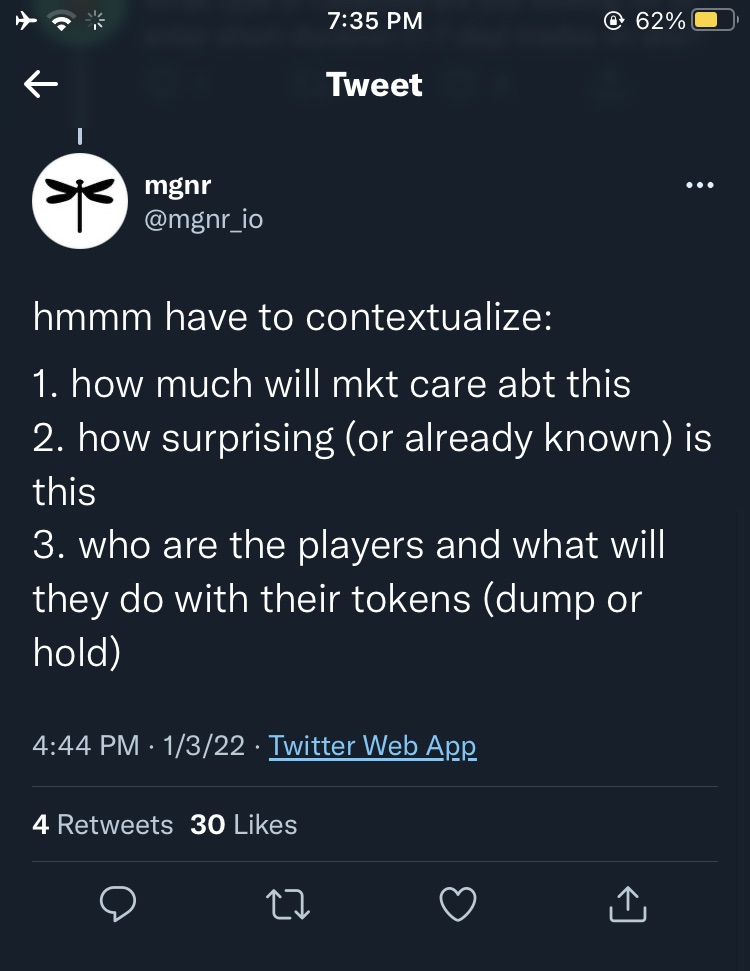 7:35 PM
62%
Tweet
mgnr
@mgnr_io
hmmm have to contextualize:
1. how much will mkt care abt this
2. how surprising (or already known) is
this
3. who are the players and what will
they do with their tokens (dump or
hold)
4:44 PM · 1/3/22 · Twitter Web App
4 Retweets 30 Likes